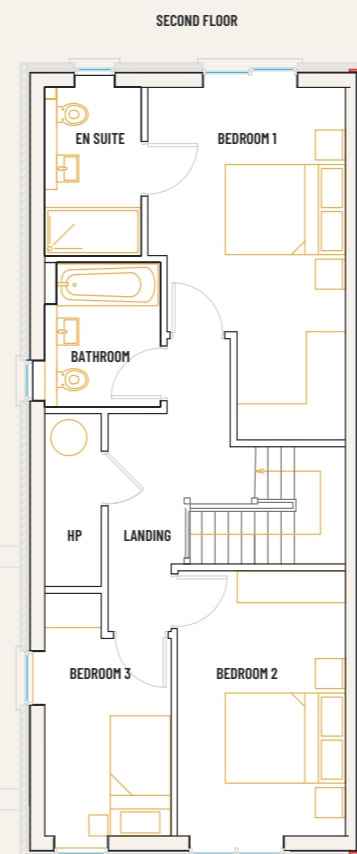 SECOND FLOOR
EN SUITE
BEDROOM 1
BATHROOM
HP
LANDING
BEDROOM 3
BEDROOM 2